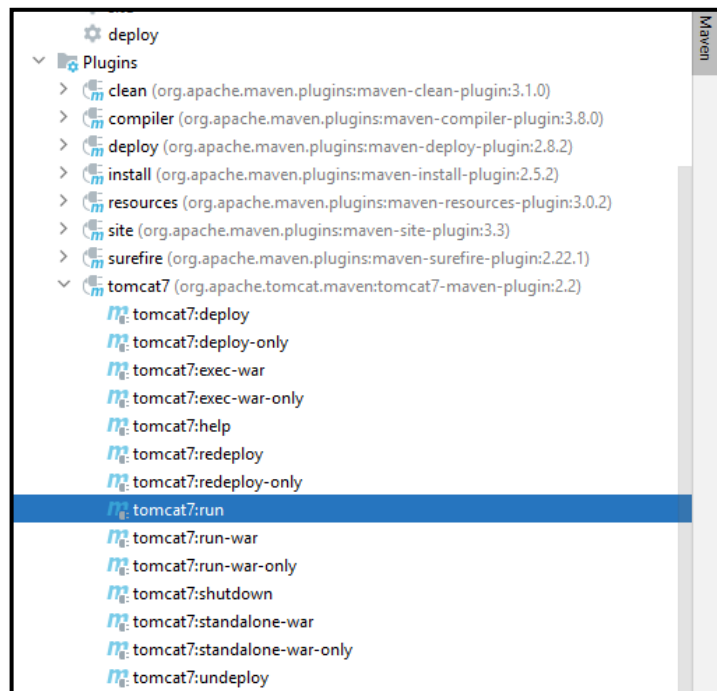 deploy
Plugins
clean (org.apache.maven.plugins:maven-clean-plugin:3.1.0)
compiler (org.apache.maven.plugins:maven-compiler-plugin:3.8.0)
deploy (org.apache.maven.plugins:maven-deploy-plugin:2.8.2)
install (org.apache.maven.plugins:maven-install-plugin:2.5.2)
resources (org.apache.maven.plugins:maven-resources-plugin:3.0.2)
site (org.apache.maven.plugins:maven-site-plugin:3.3)
surefire (org.apache.maven.plugins:maven-surefire-plugin:2.22.1)
tomcat7 (org.apache.tomcat.maven:tomcat7-maven-plugin:2.2)
tomcat7:deploy
tomcat7:deploy-only
tomcat7:exec-war
tomcat7:exec-war-only
tomcat7:help
tomcat7:redeploy
tomcat7:redeploy-only
tomcat7:run
tomcat7:run-war
tomcat7:run-war-only
tomcat7:shutdown
tomcat7:standalone-war
tomcat7:standalone-war-only
tomcat7:undeploy
Maven